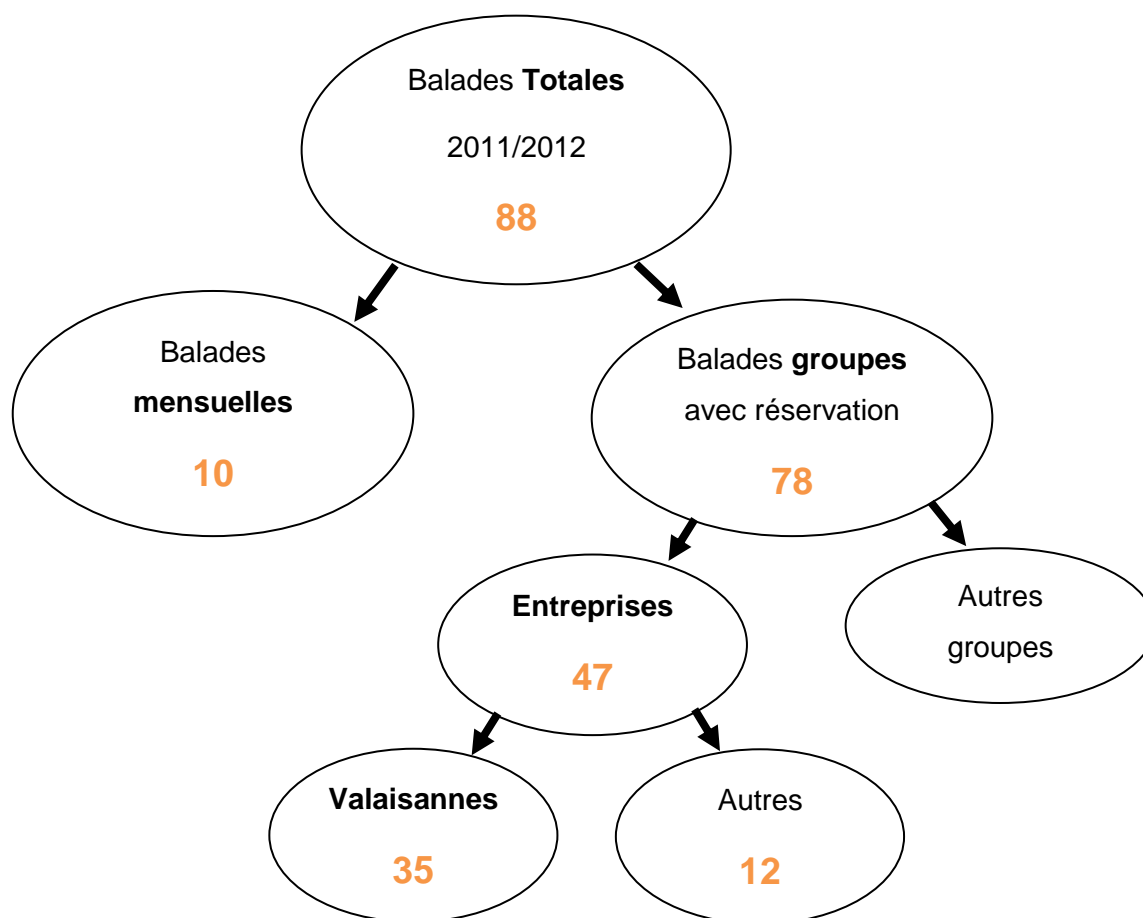 Balades Totales
2011/2012
88
Balades
mensuelles
10
Balades groupes
avec réservation
78
Entreprises
47
Autres
groupes
Valaisannes
35
Autres
12